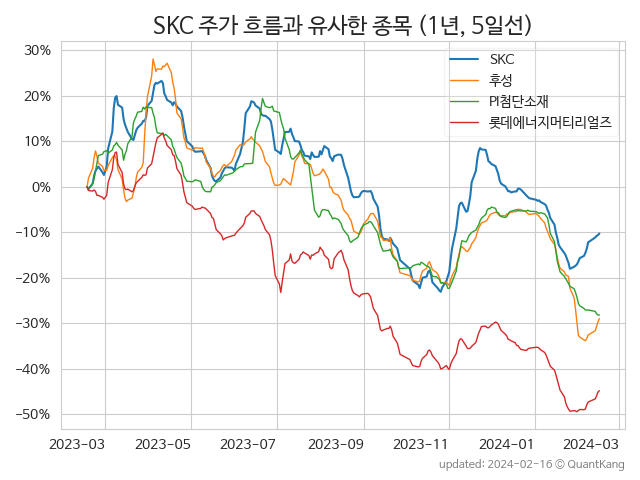 SKC 주가 흐름과 유사한 종목 (1년, 5일선)
SKC
후성
PI첨단소재
롯데에너지머티리얼즈
30%
20%
10%
0%
−10%
−20%
−30%
−40%
−50%
2023-03
2023-05
2023-07
2023-09
2023-11
2024-01
2024-03
updated: 2024-02-16 © QuantKang